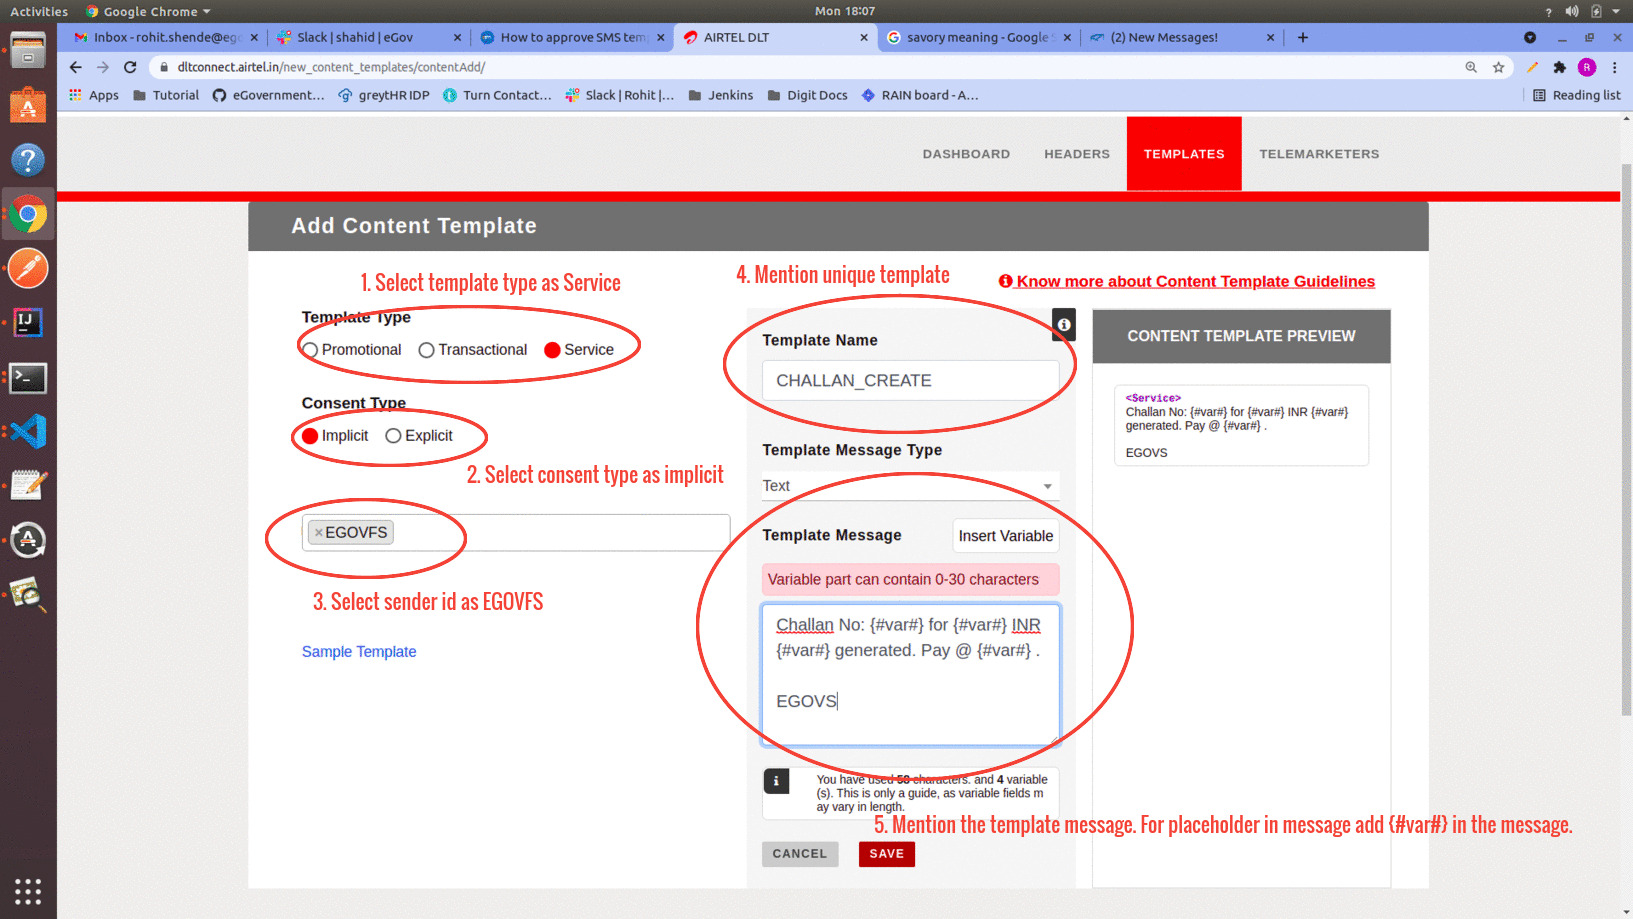 Activities
Google Chrome
Mon 18:07
?
Inbox - rohit.shende@ego
Slack | shahid | eGov
How to approve SMS temp
AIRTEL DLT
savory meaning - Google S
(2) New Messages!
dltconnect.airtel.in/new_content_templates/contentAdd/
R
Apps
Tutorial
eGovernment...
greytHR IDP
Turn Contact...
Slack | Rohit |...
Jenkins
Digit Docs
RAIN board - A...
Reading list
DASHBOARD
HEADERS
TEMPLATES
TELEMARKETERS
Add Content Template
1. Select template type as Service
4. Mention unique template
Know more about Content Template Guidelines
Template Type
Promotional
Transactional
Service
Template Name
CHALLAN_CREATE
CONTENT TEMPLATE PREVIEW
<Service>
Challan No: {#var#} for {#var#} INR {#var#}
generated. Pay @ {#var#} .
EGOVS
Consent Type
Implicit
Explicit
2. Select consent type as implicit
Template Message Type
Text
×EGOVFS
3. Select sender id as EGOVFS
Sample Template
Template Message
Insert Variable
Variable part can contain 0-30 characters
Challan No: {#var#} for {#var#} INR
{#var#} generated. Pay @ {#var#} .
EGOVS
You have used 58 characters. and 4 variable
(s). This is only a guide, as variable fields m
ay vary in length.
5. Mention the template message. For placeholder in message add {#var#} in the message.
CANCEL
SAVE